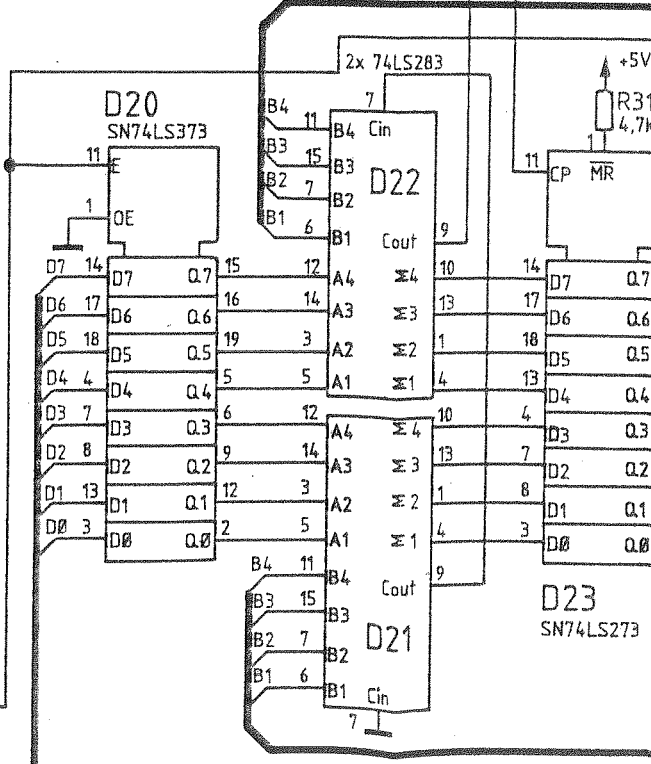 2x 74LS283
+5V
D20
SN74LS373
R31
4,7k
11 E
1 OE
D7 14 D7 Q7 15
D6 17 D6 Q6 16
D5 18 D5 Q5 19
D4 4 D4 Q4 5
D3 7 D3 Q3 6
D2 8 D2 Q2 9
D1 13 D1 Q1 12
DØ 3 DØ QØ 2
7 Cin
D22
B4 11 B4
B3 15 B3
B2 7 B2
B1 6 B1
Cout 9
12 A4 Σ4 10
14 A3 Σ3 13
3 A2 Σ2 1
5 A1 Σ1 4
12 A4 Σ4 10
14 A3 Σ3 13
3 A2 Σ2 1
5 A1 Σ1 4
B4 11 B4
B3 15 B3
B2 7 B2
B1 6 B1
Cout 9
D21
Cin
7
1
11 CP MR
14 D7 Q7
17 D6 Q6
18 D5 Q5
13 D4 Q4
4 D3 Q3
7 D2 Q2
8 D1 Q1
3 DØ QØ
D23
SN74LS273